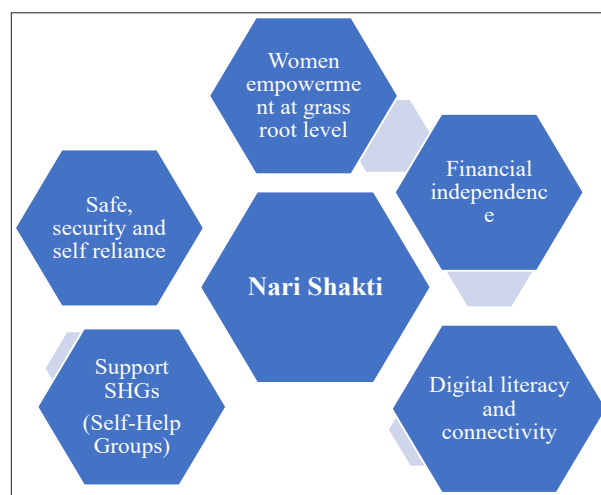 Women
empowerme
nt at grass
root level
Financial
independenc
e
Safe,
security and
self reliance
Nari Shakti
Support
SHGs
(Self-Help
Groups)
Digital literacy
and
connectivity